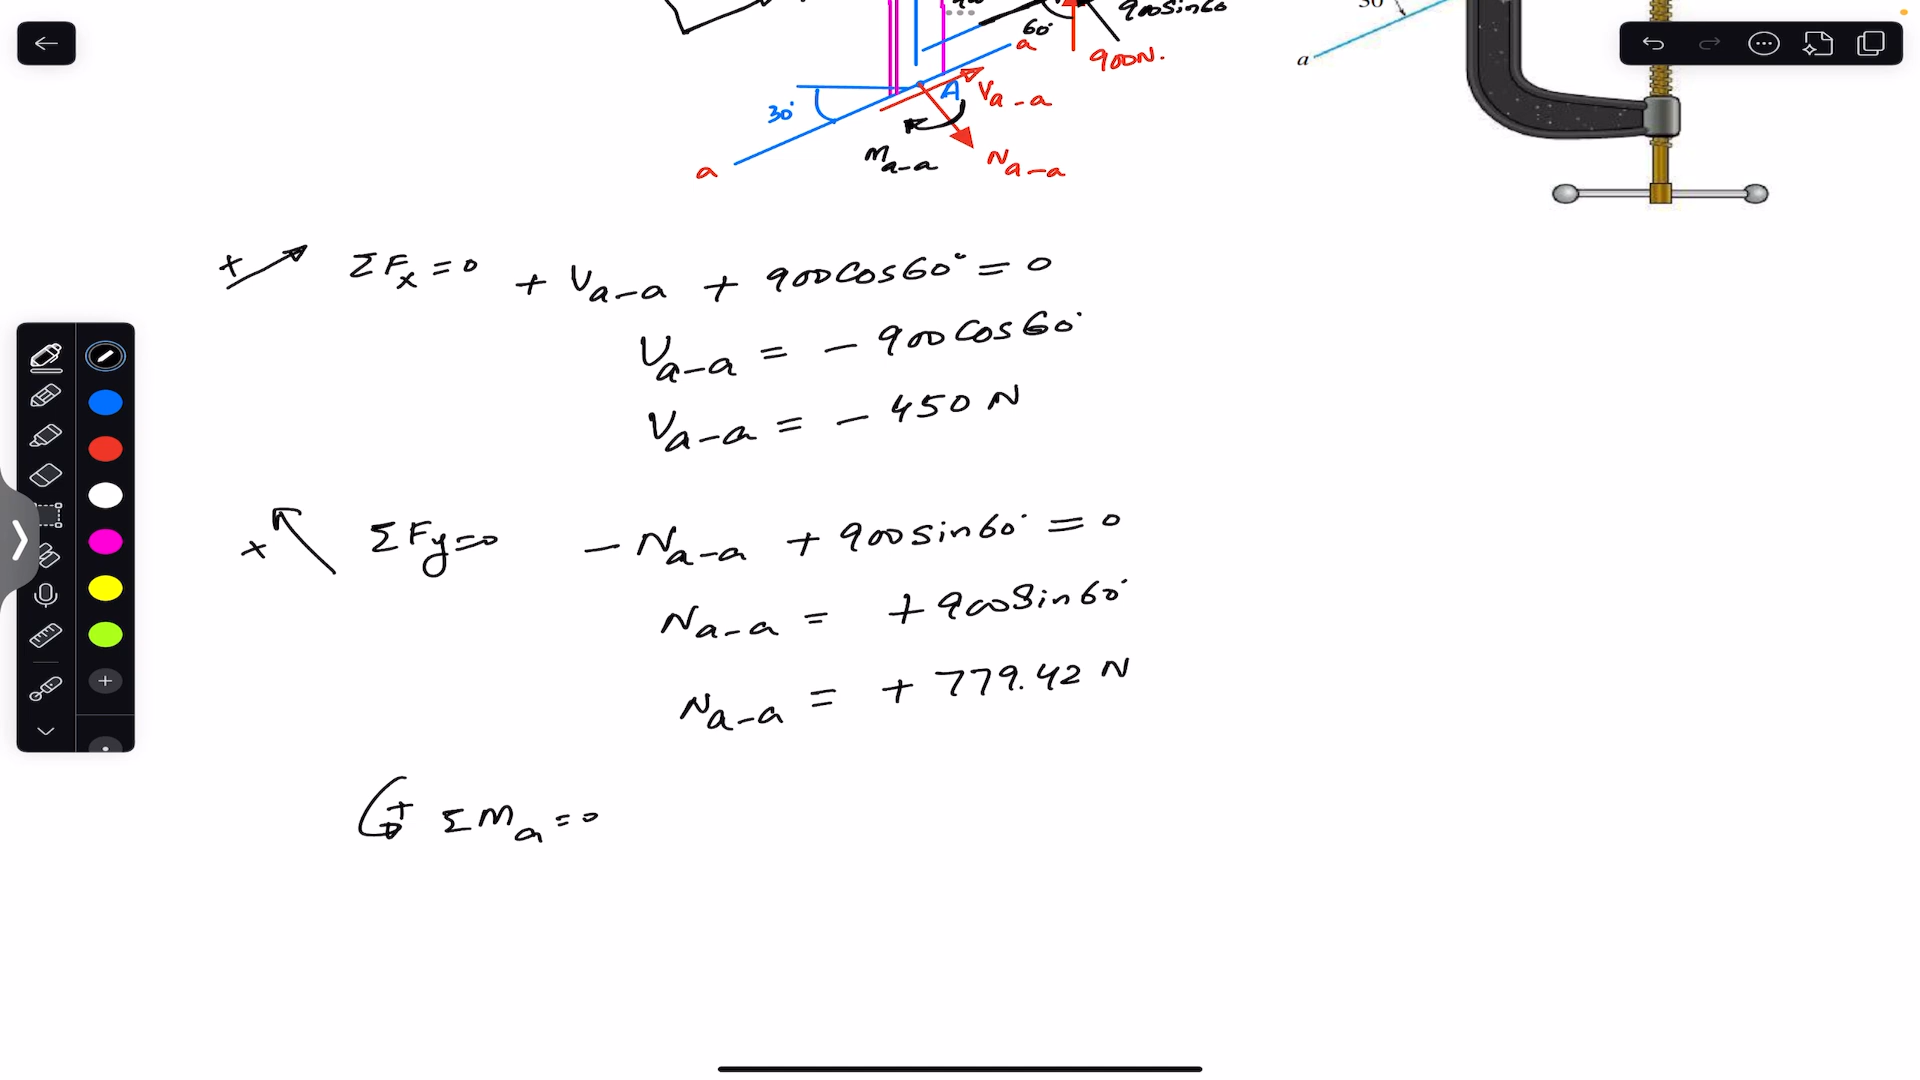 900sin60
60°
a
900N.
30
a
30°
A
Va-a
Ma-a
Na-a
a
+ ΣFx=0 + Va-a + 900cos60° = 0
Va-a = - 900cos60°
Va-a = - 450 N
+ ΣFy=0 - Na-a + 900sin60° = 0
Na-a = + 900sin60°
Na-a = + 779.42 N
+ ΣMa=0